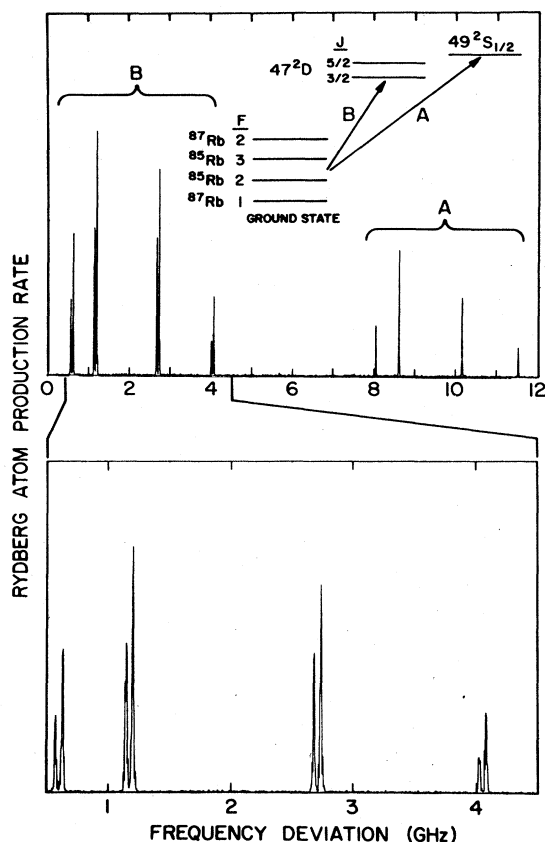 B
J
47²D
5/2
3/2
49²S1/2
B
A
F
⁸⁷Rb 2
⁸⁵Rb 3
⁸⁵Rb 2
⁸⁷Rb 1
GROUND STATE
A
0 2 4 6 8 10 12
RYDBERG ATOM PRODUCTION RATE
1 2 3 4
FREQUENCY DEVIATION (GHz)